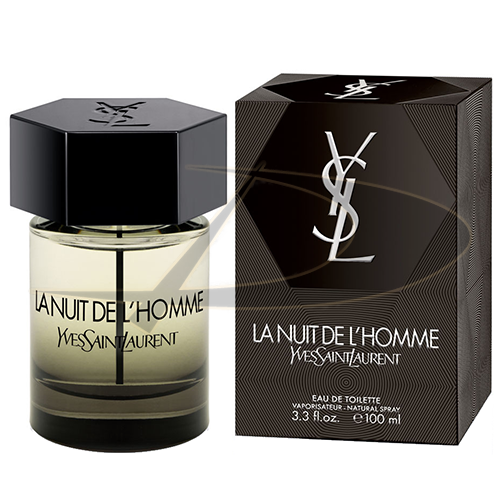 YSL
LA NUIT DE L'HOMME
YVESSAINTLAURENT
YSL
LA NUIT DE L'HOMME
YVESSAINTLAURENT
EAU DE TOILETTE
VAPORISATEUR - NATURAL SPRAY
3.3 fl.oz. ℮ 100 ml